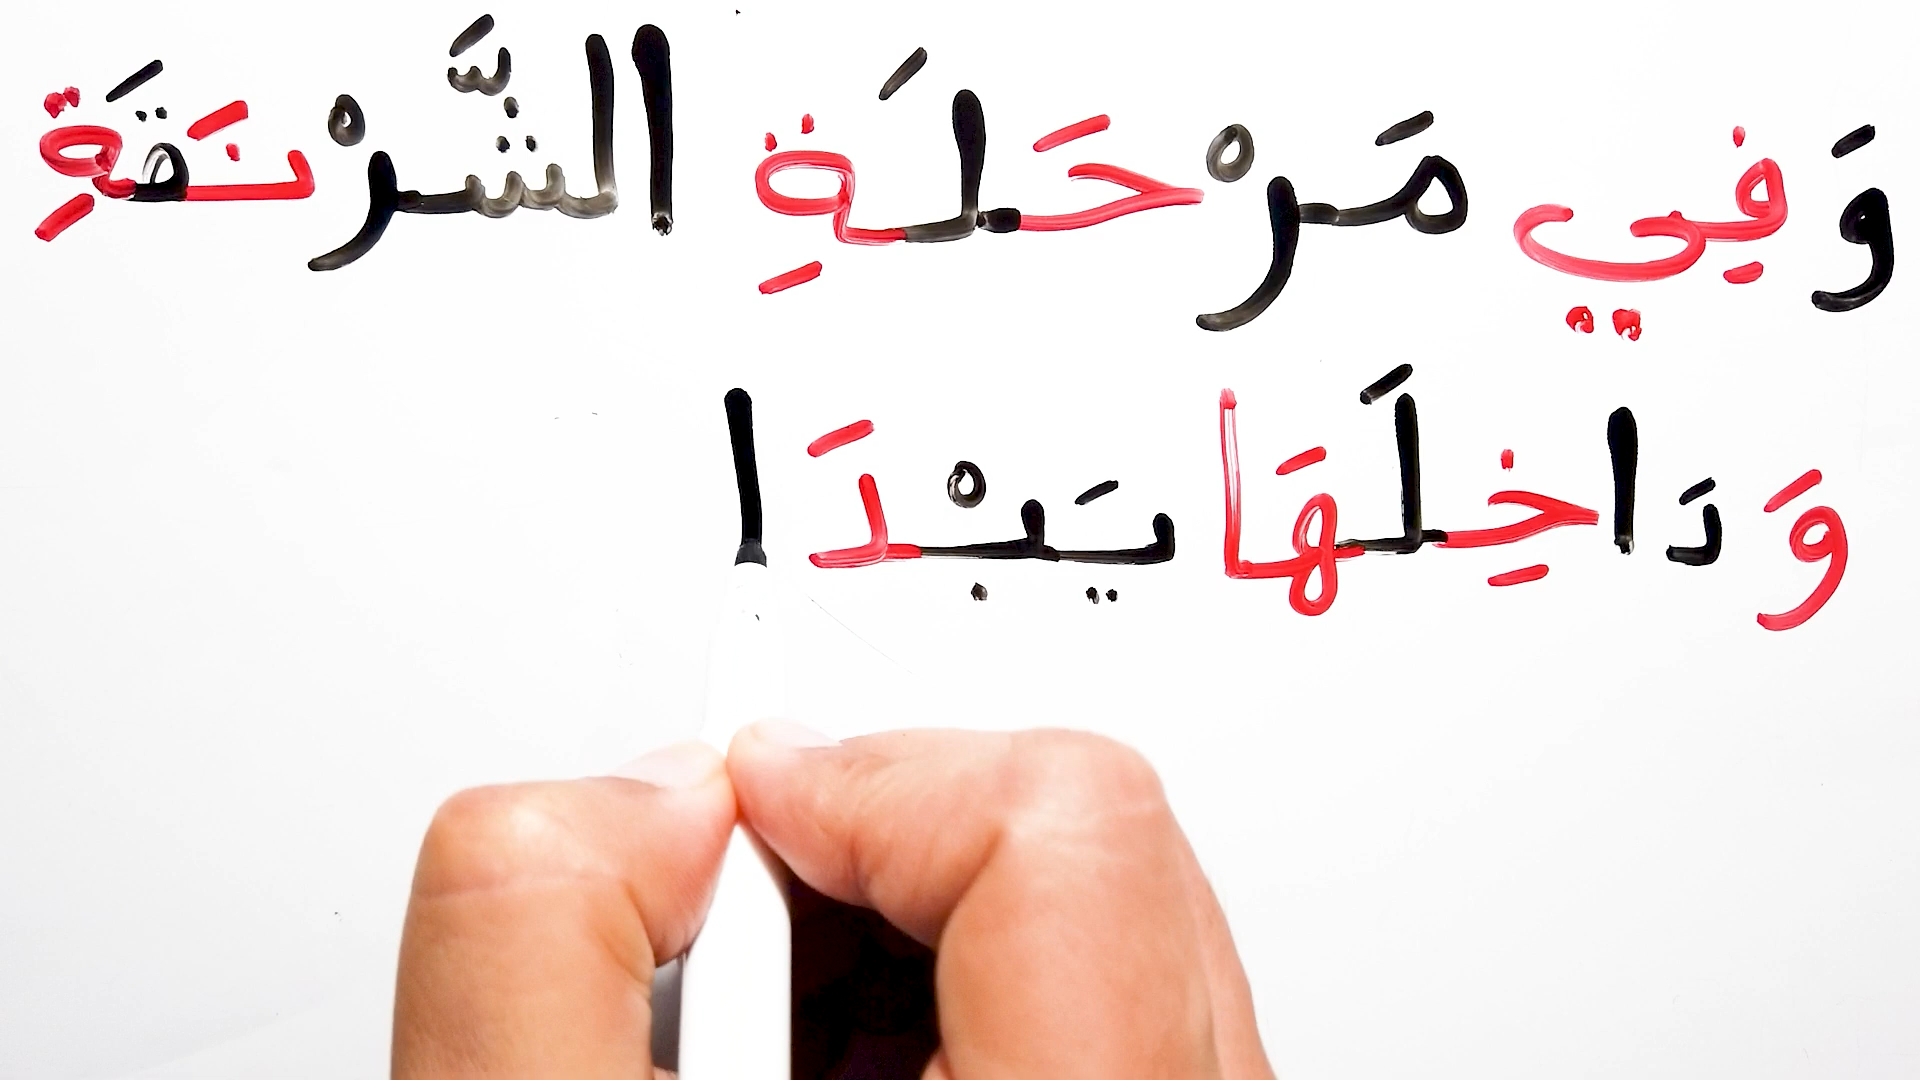 وَفِي مَرْحَلَةِ الشَّرْنَقَةِ
وَدَاخِلَهَا يَبْدَا